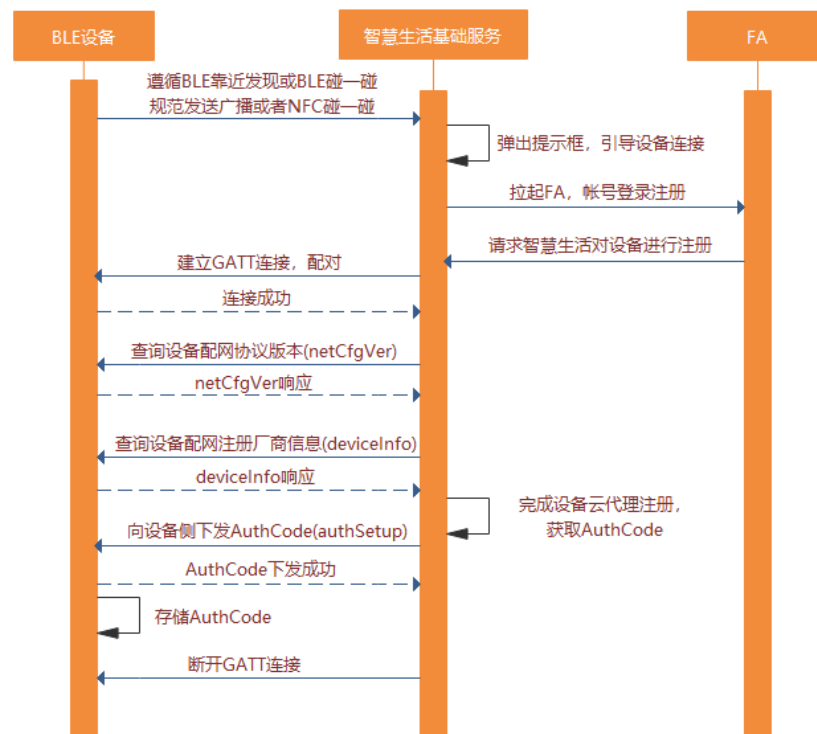 BLE设备
智慧生活基础服务
FA
遵循BLE靠近发现或BLE碰一碰
规范发送广播或者NFC碰一碰
弹出提示框，引导设备连接
拉起FA，帐号登录注册
请求智慧生活对设备进行注册
建立GATT连接，配对
连接成功
查询设备配网协议版本(netCfgVer)
netCfgVer响应
查询设备配网注册厂商信息(deviceInfo)
deviceInfo响应
完成设备云代理注册，
获取AuthCode
向设备侧下发AuthCode(authSetup)
AuthCode下发成功
存储AuthCode
断开GATT连接